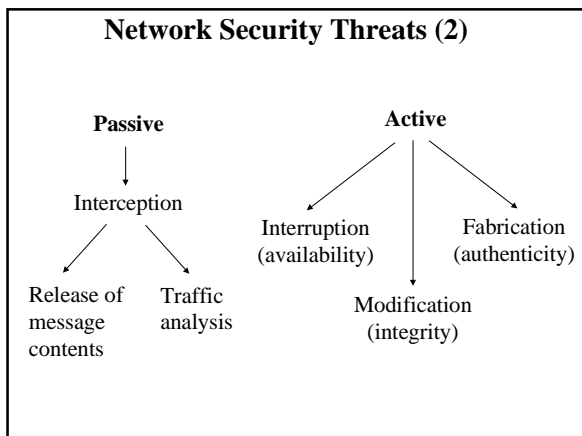 Network Security Threats (2)
Passive
Interception
Release of
message
contents
Traffic
analysis
Active
Interruption
(availability)
Modification
(integrity)
Fabrication
(authenticity)